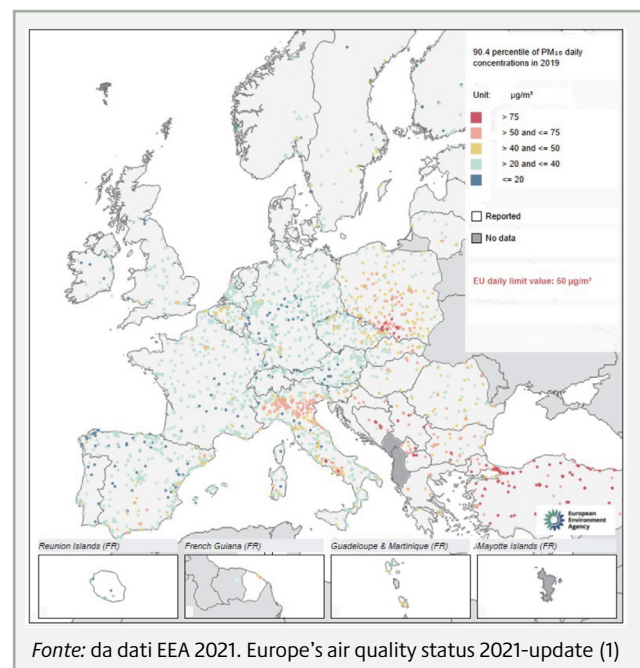 90.4 percentile of PM₁₀ daily
concentrations in 2019
Unit: µg/m³
> 75
> 50 and <= 75
> 40 and <= 50
> 20 and <= 40
<= 20
Reported
No data
EU daily limit value: 50 µg/m³
European
Environment
Agency
Reunion Islands (FR)
French Guiana (FR)
Guadeloupe & Martinique (FR)
Mayotte Islands (FR)
Fonte: da dati EEA 2021. Europe's air quality status 2021-update (1)